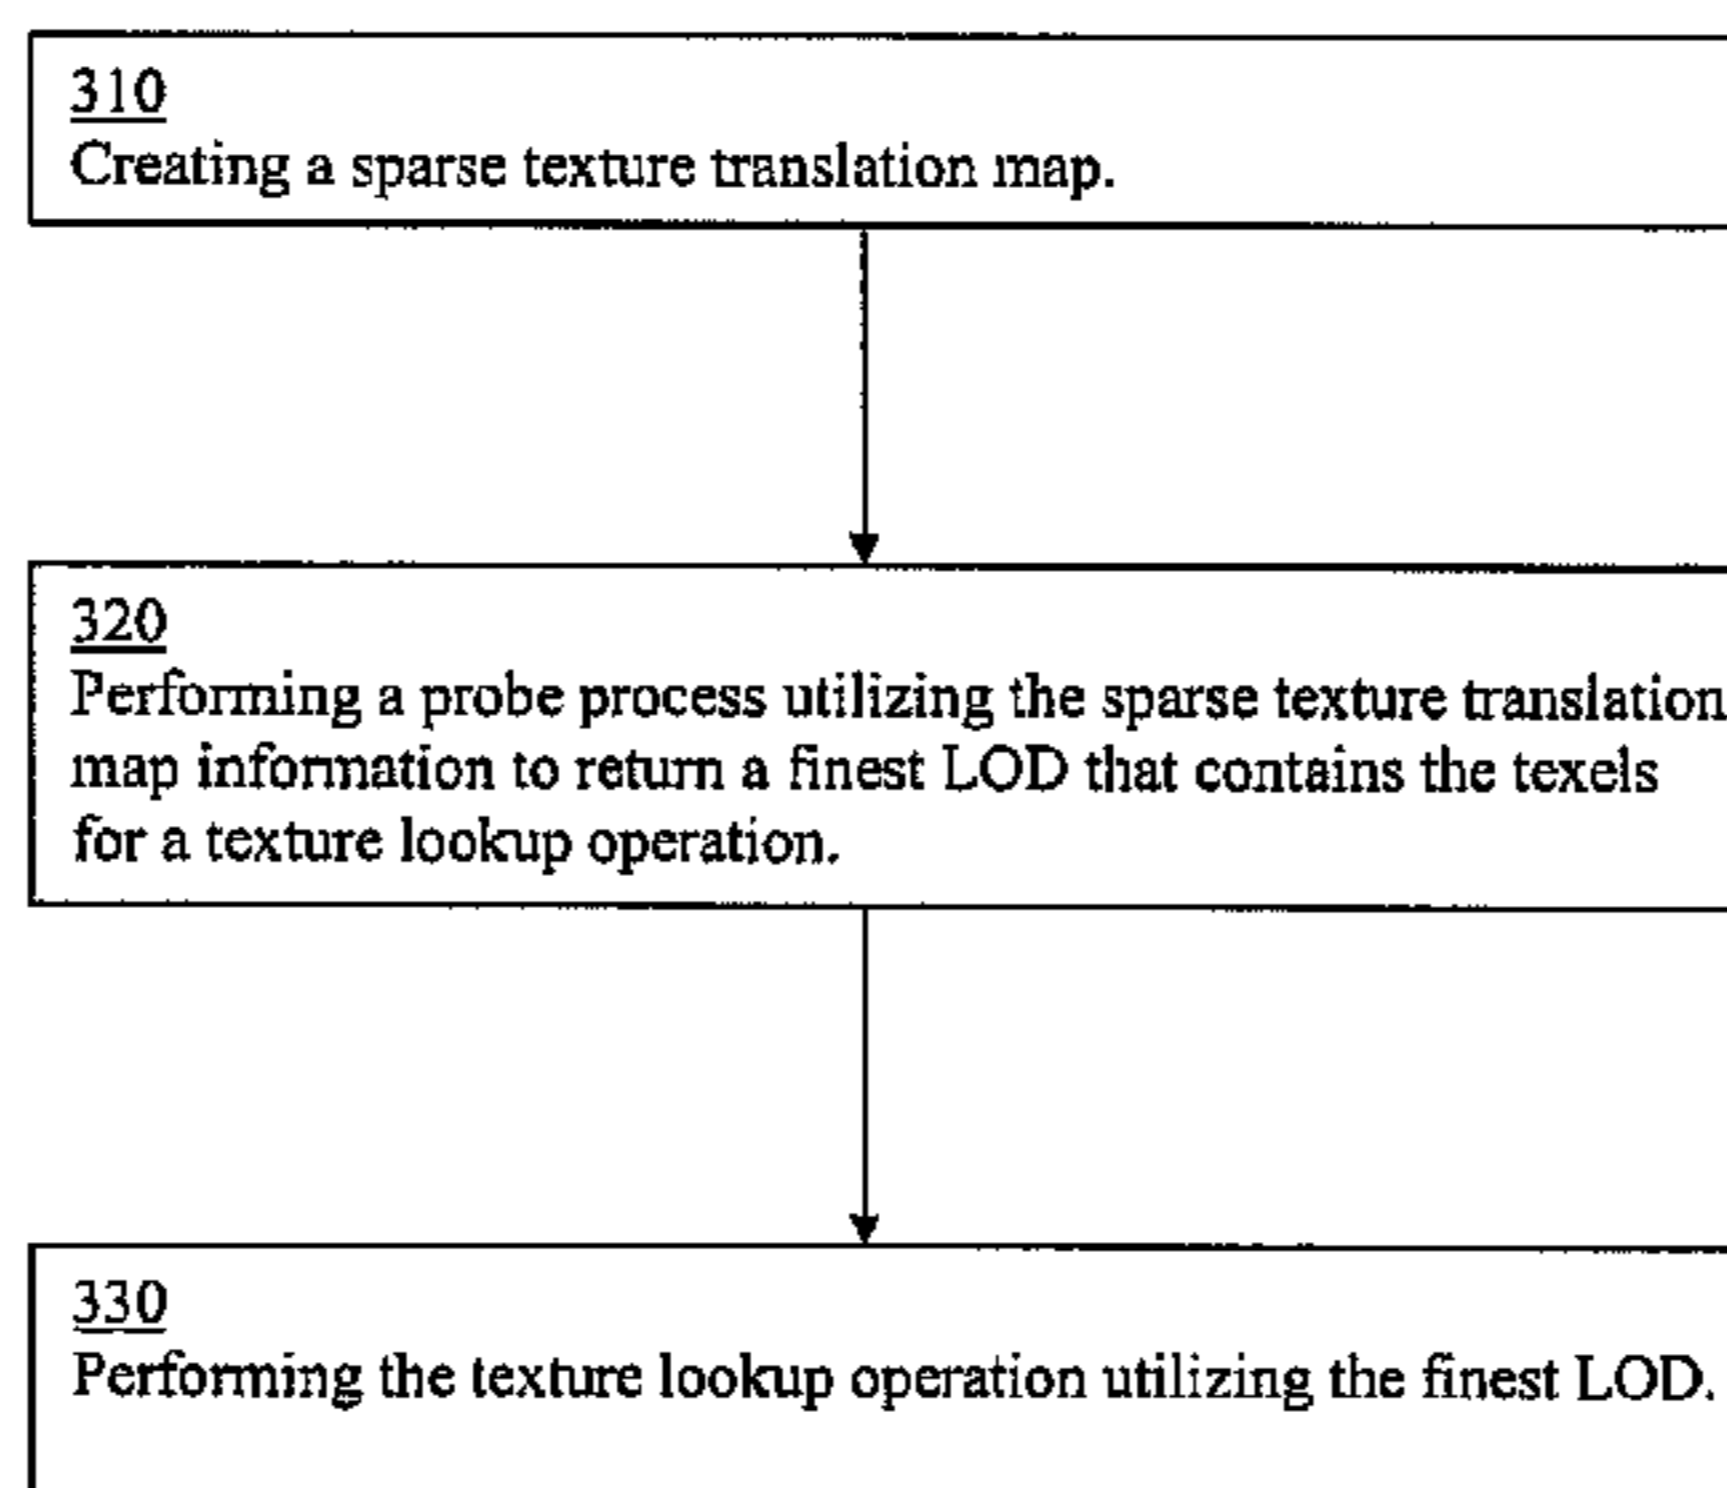 310
Creating a sparse texture translation map.
320
Performing a probe process utilizing the sparse texture translation
map information to return a finest LOD that contains the texels
for a texture lookup operation.
330
Performing the texture lookup operation utilizing the finest LOD.